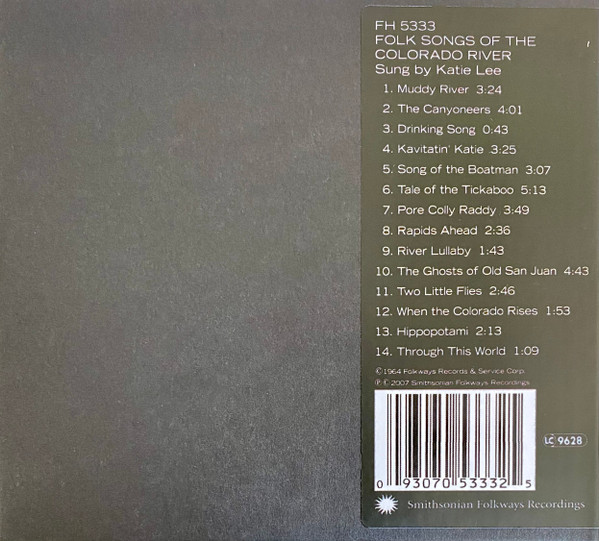 FH 5333
FOLK SONGS OF THE
COLORADO RIVER
Sung by Katie Lee
1. Muddy River 3:24
2. The Canyoneers 4:01
3. Drinking Song 0:43
4. Kavitatin' Katie 3:25
5. Song of the Boatman 3:07
6. Tale of the Tickaboo 5:13
7. Pore Colly Raddy 3:49
8. Rapids Ahead 2:36
9. River Lullaby 1:43
10. The Ghosts of Old San Juan 4:43
11. Two Little Flies 2:46
12. When the Colorado Rises 1:53
13. Hippopotami 2:13
14. Through This World 1:09
©1964 Folkways Records & Service Corp.
℗ © 2007 Smithsonian Folkways Recordings
LC 9628
0 93070 53332 5
Smithsonian Folkways Recordings